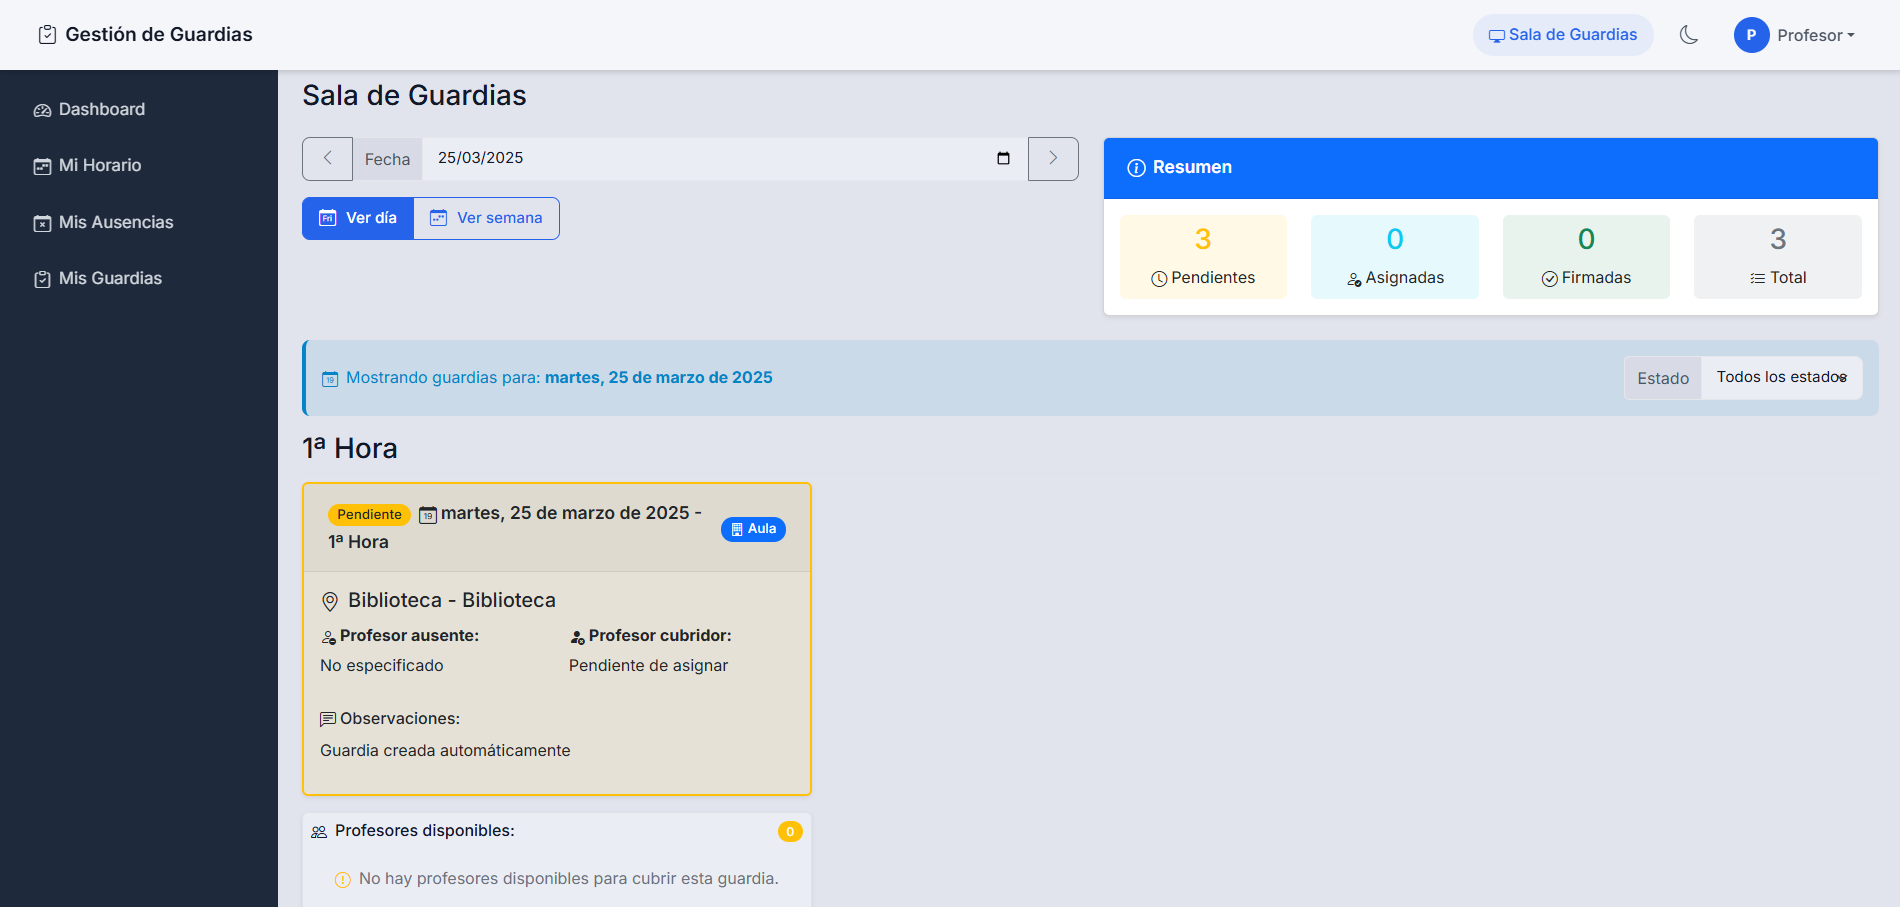 Gestión de Guardias
Sala de Guardias
P
Profesor
Dashboard
Mi Horario
Mis Ausencias
Mis Guardias
Sala de Guardias
Fecha
25/03/2025
Ver día
Ver semana
Resumen
3
Pendientes
0
Asignadas
0
Firmadas
3
Total
Mostrando guardias para: martes, 25 de marzo de 2025
Estado
Todos los estados
1ª Hora
Pendiente
martes, 25 de marzo de 2025 -
1ª Hora
Aula
Biblioteca - Biblioteca
Profesor ausente:
No especificado
Profesor cubridor:
Pendiente de asignar
Observaciones:
Guardia creada automáticamente
Profesores disponibles:
0
No hay profesores disponibles para cubrir esta guardia.